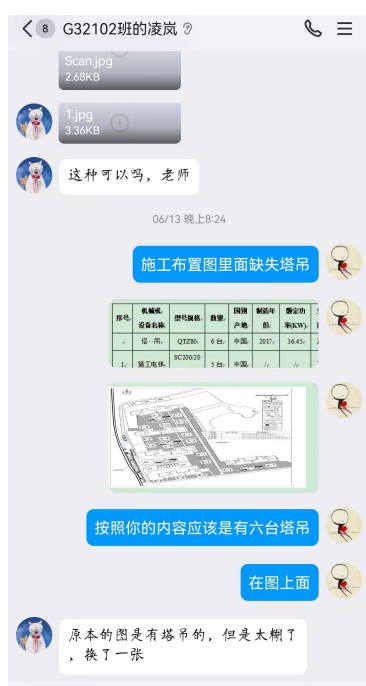 8 G32102班的凌岚
Scan.jpg
2.68KB
1.jpg
3.36KB
这种可以吗，老师
06/13 晚上8:24
施工布置图里面缺失塔吊
序号 机械或设备名称 型号规格 数量 国别产地 制造年份 额定功率(KW)
塔吊 QTZ80 6台 中国 2017 36.45
1 施工电梯 SC200/20 5台 中国 / /
按照你的内容应该是有六台塔吊
在图上面
原本的图是有塔吊的，但是太糊了
，换了一张